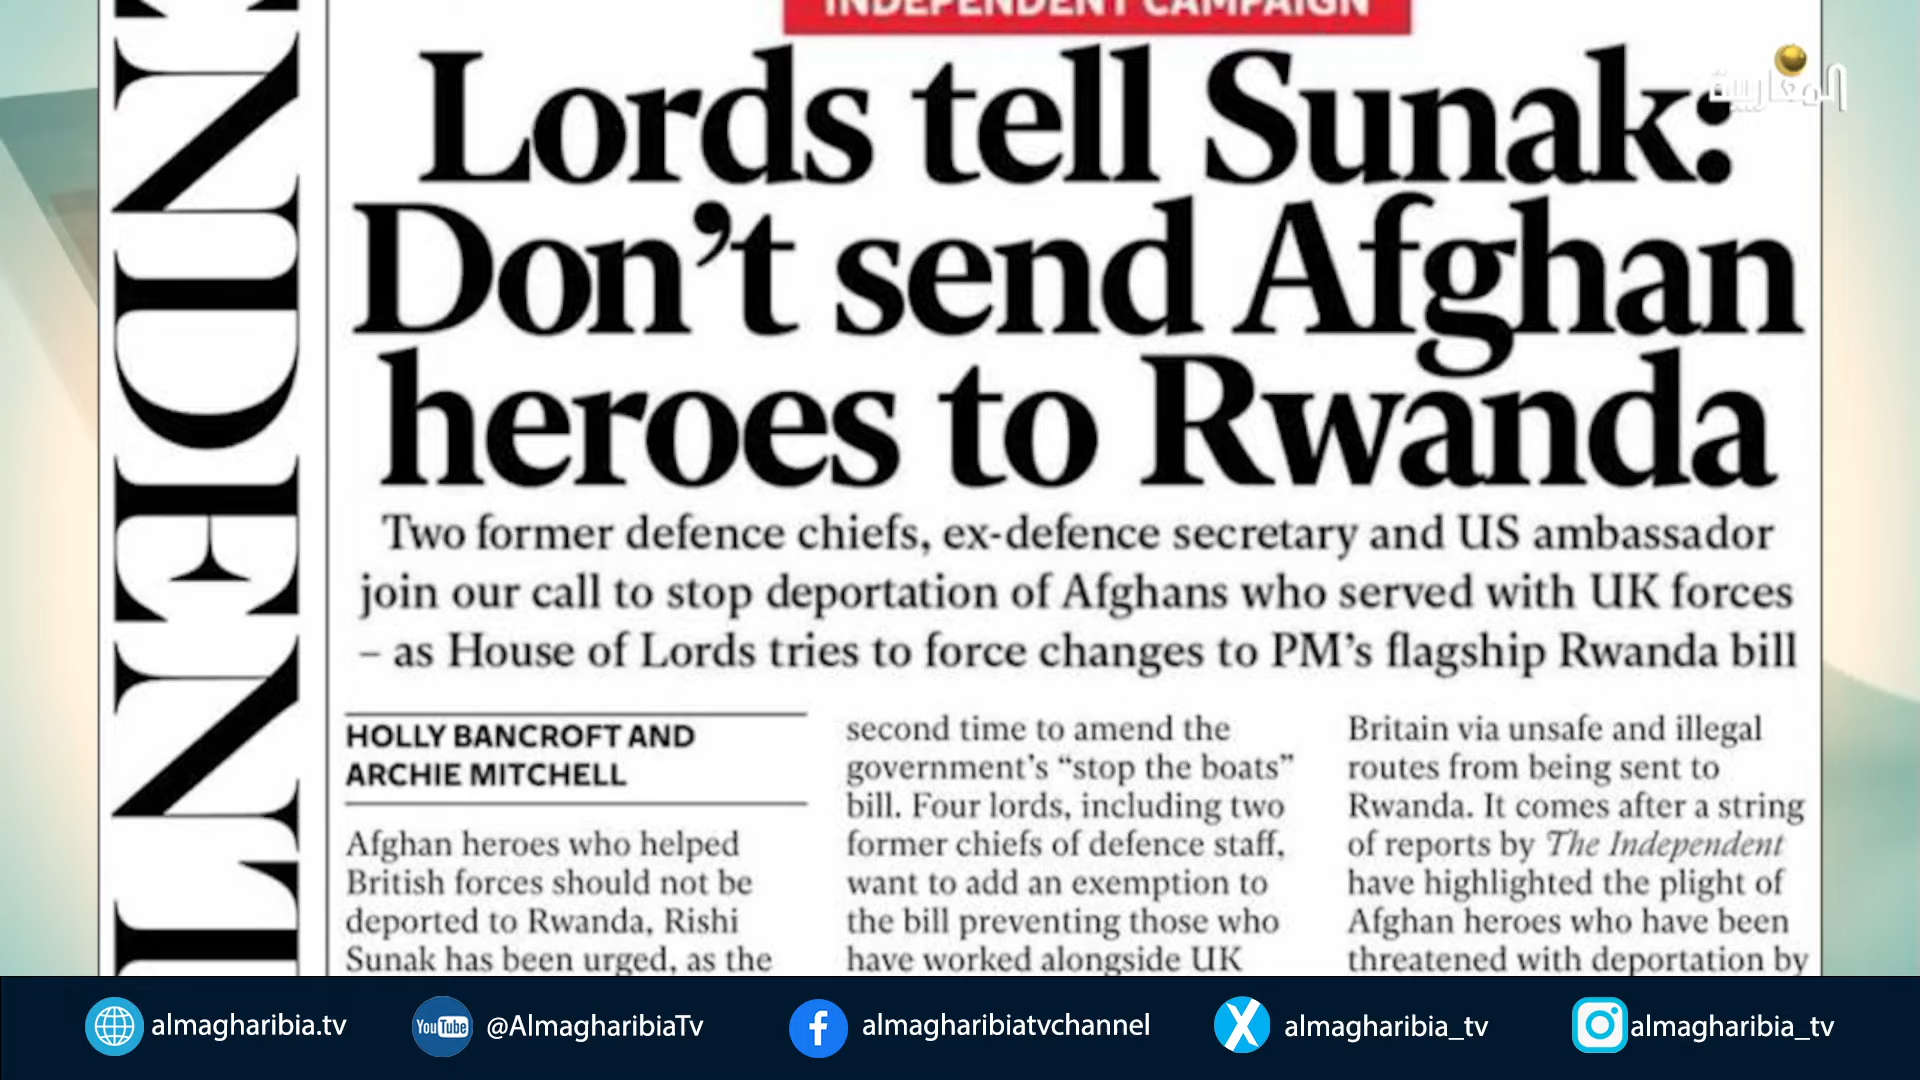 INDEPENDENT CAMPAIGN
المغاربية
Lords tell Sunak:
Don’t send Afghan
heroes to Rwanda
Two former defence chiefs, ex-defence secretary and US ambassador
join our call to stop deportation of Afghans who served with UK forces
– as House of Lords tries to force changes to PM’s flagship Rwanda bill
HOLLY BANCROFT AND
ARCHIE MITCHELL
Afghan heroes who helped
British forces should not be
deported to Rwanda, Rishi
Sunak has been urged, as the
second time to amend the
government’s “stop the boats”
bill. Four lords, including two
former chiefs of defence staff,
want to add an exemption to
the bill preventing those who
have worked alongside UK
Britain via unsafe and illegal
routes from being sent to
Rwanda. It comes after a string
of reports by The Independent
have highlighted the plight of
Afghan heroes who have been
threatened with deportation by
almagharibia.tv
YouTube @AlmagharibiaTv
almagharibiatvchannel
almagharibia_tv
almagharibia_tv